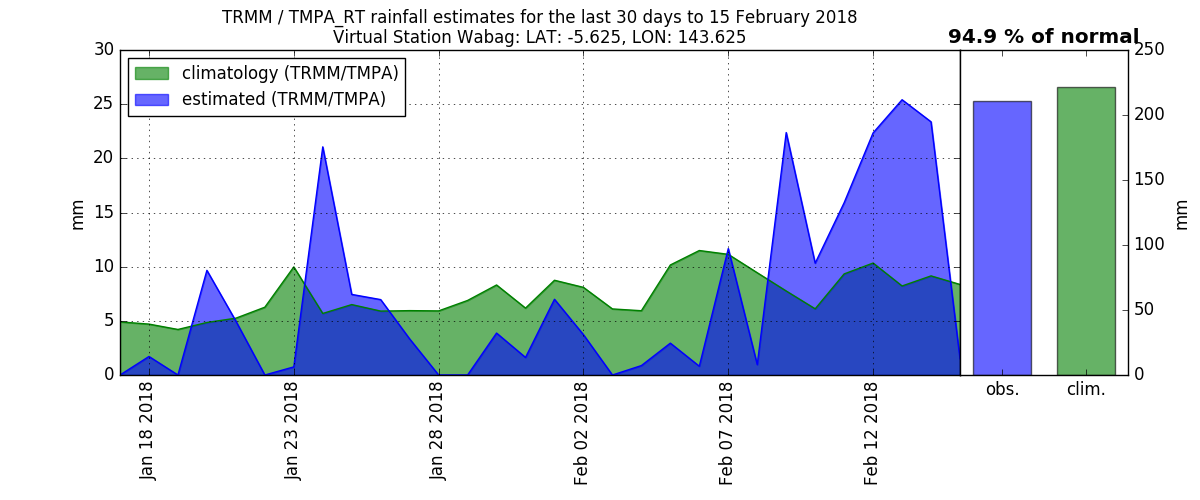 TRMM / TMPA_RT rainfall estimates for the last 30 days to 15 February 2018
Virtual Station Wabag: LAT: -5.625, LON: 143.625
94.9 % of normal
climatology (TRMM/TMPA)
estimated (TRMM/TMPA)
30
25
20
15
10
5
0
mm
Jan 18 2018
Jan 23 2018
Jan 28 2018
Feb 02 2018
Feb 07 2018
Feb 12 2018
obs.
clim.
250
200
150
100
50
0
mm